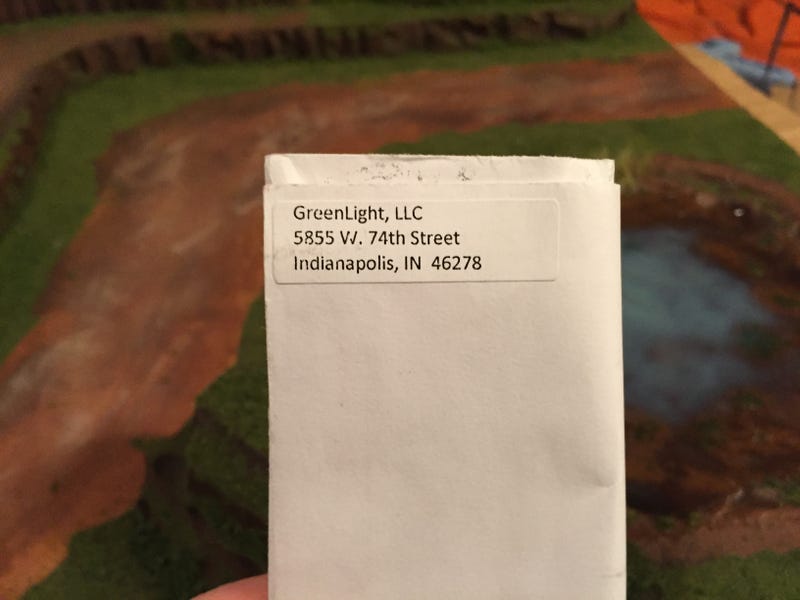 GreenLight, LLC
5855 W. 74th Street
Indianapolis, IN 46278